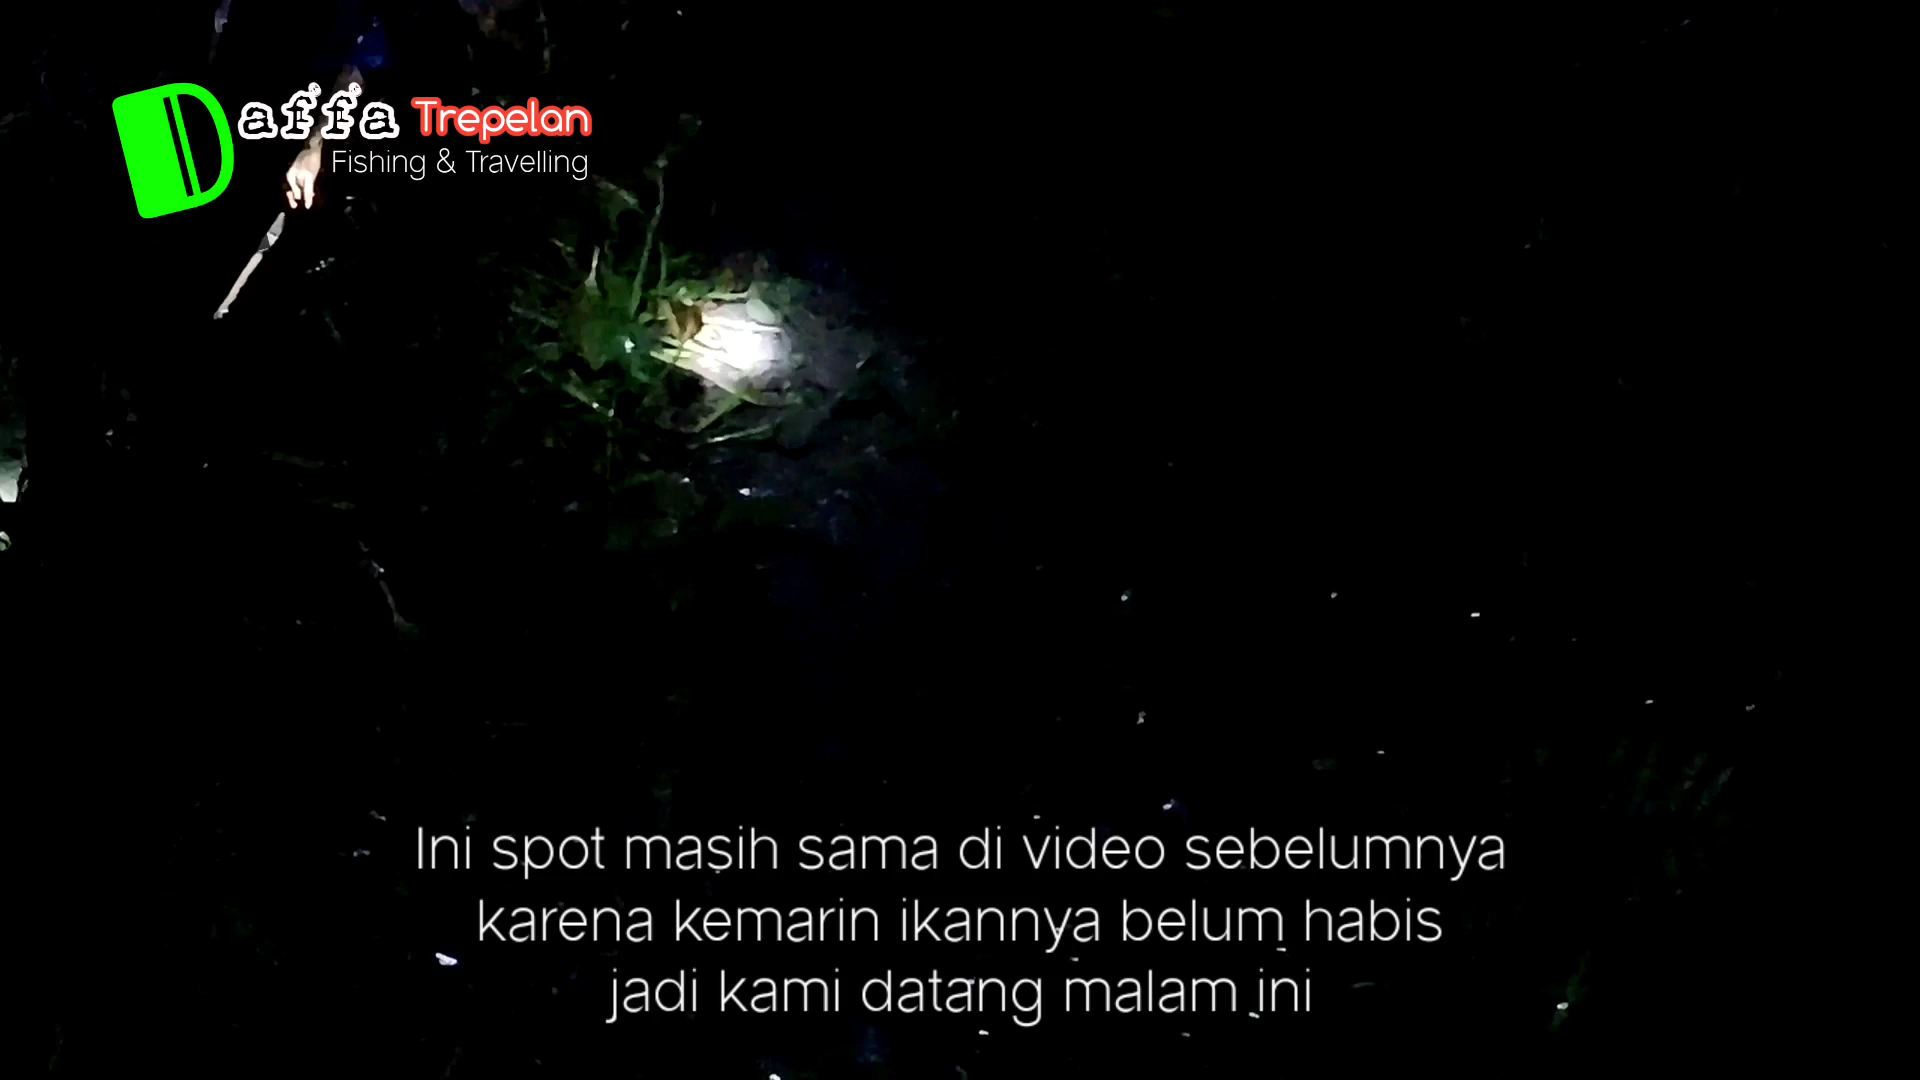 Daffa Trepelan
Fishing & Travelling
Ini spot masih sama di video sebelumnya
karena kemarin ikannya belum habis
jadi kami datang malam ini